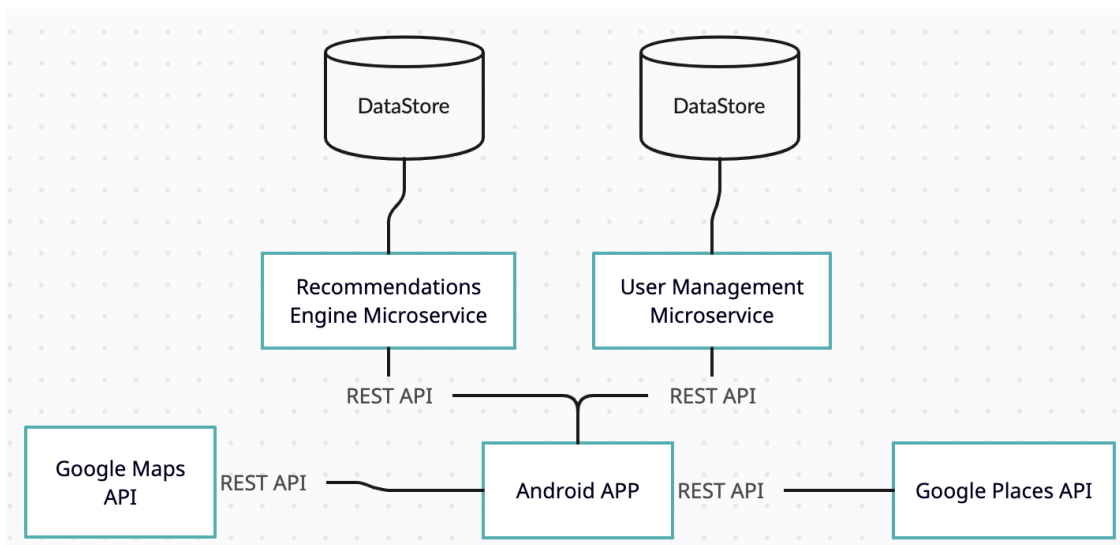 DataStore
DataStore
Recommendations
Engine Microservice
User Management
Microservice
REST API
REST API
Google Maps
API
REST API
Android APP
REST API
Google Places API